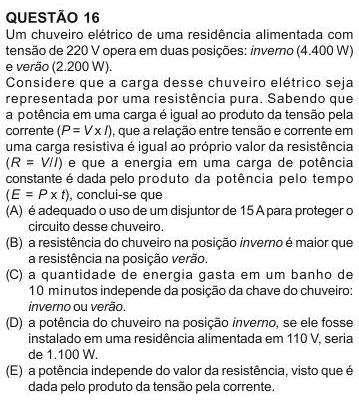 QUESTÃO 16
Um chuveiro elétrico de uma residência alimentada com
tensão de 220 V opera em duas posições: inverno (4.400 W)
e verão (2.200 W).
Considere que a carga desse chuveiro elétrico seja
representada por uma resistência pura. Sabendo que
a potência em uma carga é igual ao produto da tensão pela
corrente (P = V x I), que a relação entre tensão e corrente em
uma carga resistiva é igual ao próprio valor da resistência
(R = V/I) e que a energia em uma carga de potência
constante é dada pelo produto da potência pelo tempo
(E = P x t), conclui-se que
(A) é adequado o uso de um disjuntor de 15 A para proteger o
circuito desse chuveiro.
(B) a resistência do chuveiro na posição inverno é maior que
a resistência na posição verão.
(C) a quantidade de energia gasta em um banho de
10 minutos independe da posição da chave do chuveiro:
inverno ou verão.
(D) a potência do chuveiro na posição inverno, se ele fosse
instalado em uma residência alimentada em 110 V, seria
de 1.100 W.
(E) a potência independe do valor da resistência, visto que é
dada pelo produto da tensão pela corrente.